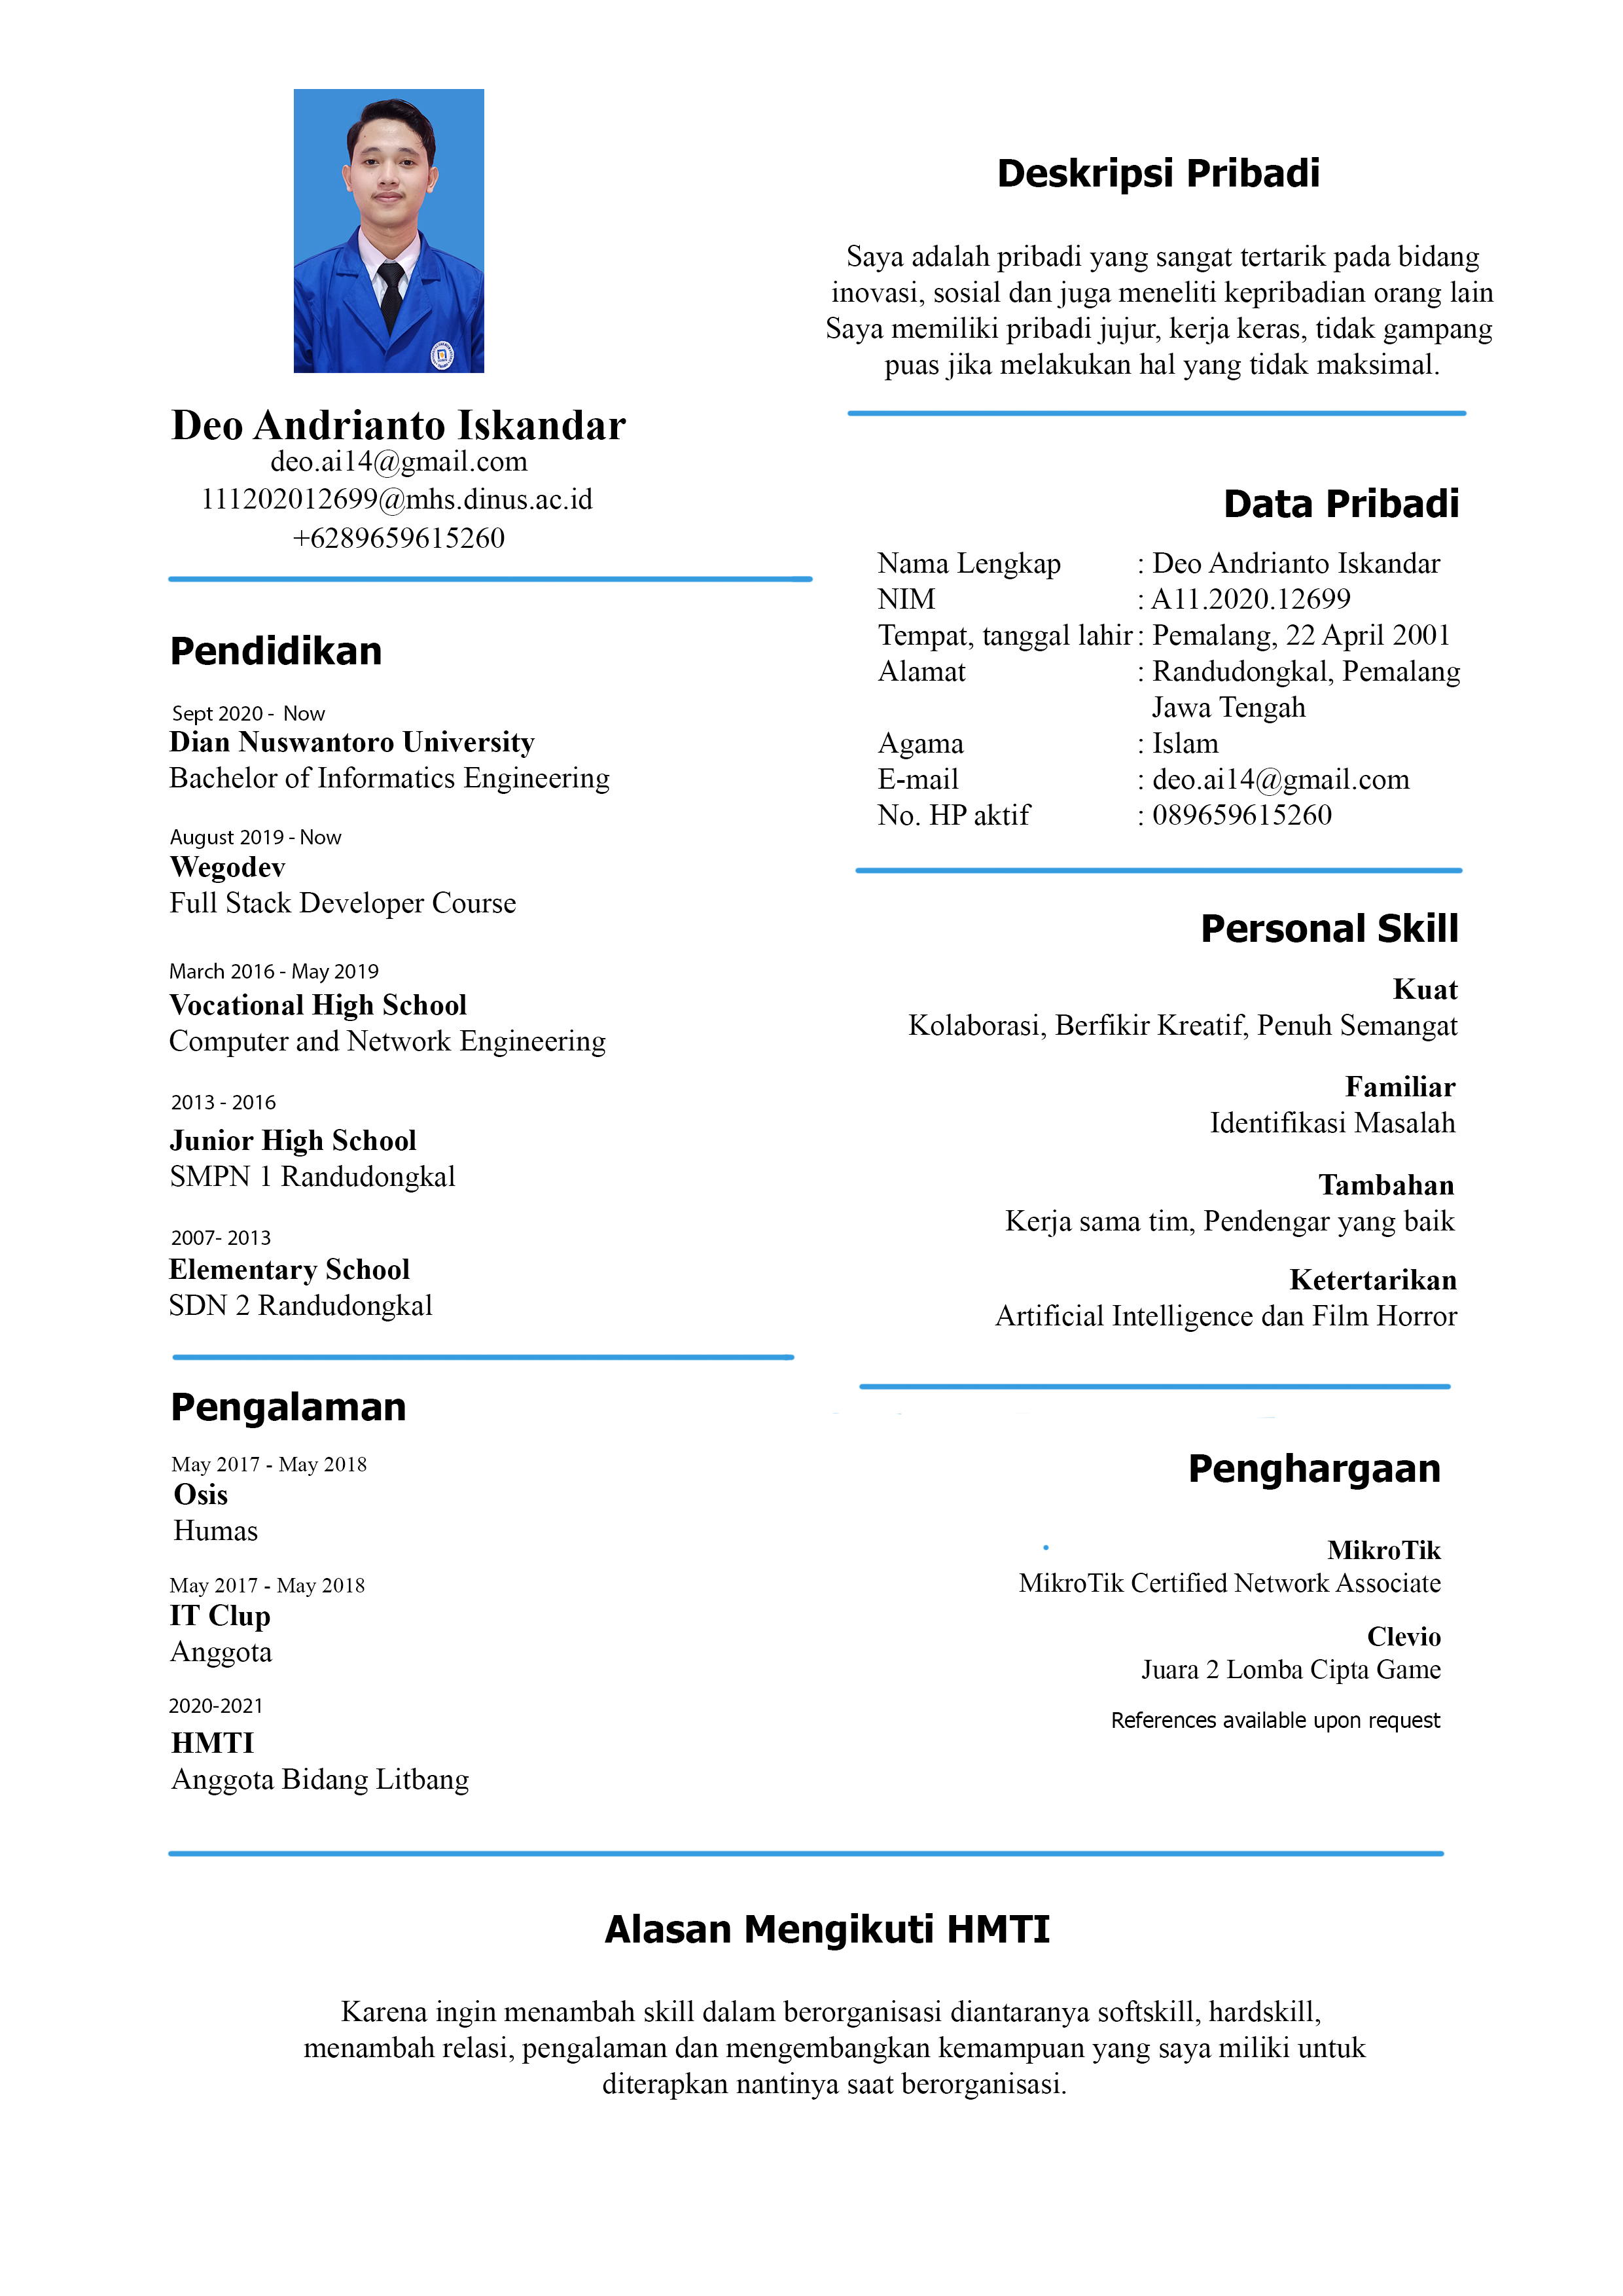 Deo Andrianto Iskandar
deo.ai14@gmail.com
111202012699@mhs.dinus.ac.id
+6289659615260
Pendidikan
Sept 2020 - Now
Dian Nuswantoro University
Bachelor of Informatics Engineering
August 2019 - Now
Wegodev
Full Stack Developer Course
March 2016 - May 2019
Vocational High School
Computer and Network Engineering
2013 - 2016
Junior High School
SMPN 1 Randudongkal
2007- 2013
Elementary School
SDN 2 Randudongkal
Pengalaman
May 2017 - May 2018
Osis
Humas
May 2017 - May 2018
IT Clup
Anggota
2020-2021
HMTI
Anggota Bidang Litbang
Deskripsi Pribadi
Saya adalah pribadi yang sangat tertarik pada bidang
inovasi, sosial dan juga meneliti kepribadian orang lain
Saya memiliki pribadi jujur, kerja keras, tidak gampang
puas jika melakukan hal yang tidak maksimal.
Data Pribadi
Nama Lengkap : Deo Andrianto Iskandar
NIM : A11.2020.12699
Tempat, tanggal lahir : Pemalang, 22 April 2001
Alamat : Randudongkal, Pemalang
Jawa Tengah
Agama : Islam
E-mail : deo.ai14@gmail.com
No. HP aktif : 089659615260
Personal Skill
Kuat
Kolaborasi, Berfikir Kreatif, Penuh Semangat
Familiar
Identifikasi Masalah
Tambahan
Kerja sama tim, Pendengar yang baik
Ketertarikan
Artificial Intelligence dan Film Horror
Penghargaan
MikroTik
MikroTik Certified Network Associate
Clevio
Juara 2 Lomba Cipta Game
References available upon request
Alasan Mengikuti HMTI
Karena ingin menambah skill dalam berorganisasi diantaranya softskill, hardskill,
menambah relasi, pengalaman dan mengembangkan kemampuan yang saya miliki untuk
diterapkan nantinya saat berorganisasi.